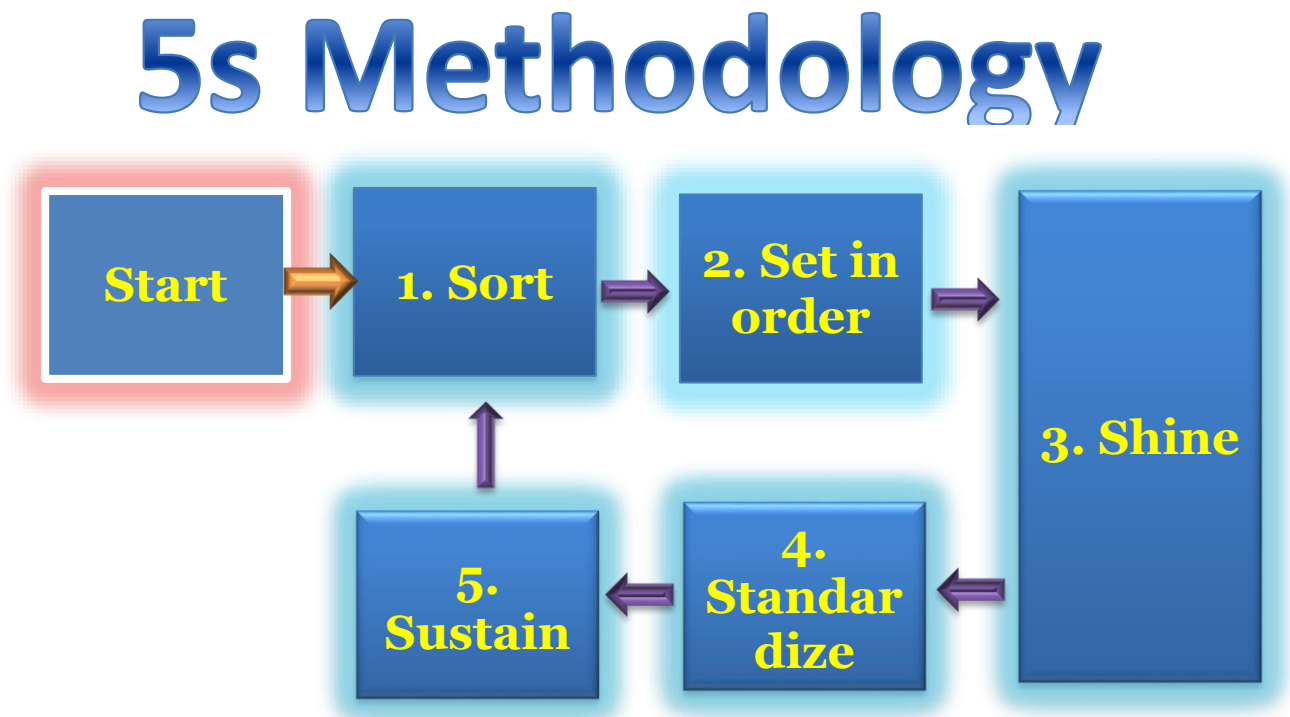 5s Methodology
Start
1. Sort
2. Set in
order
3. Shine
4.
Standar
dize
5.
Sustain